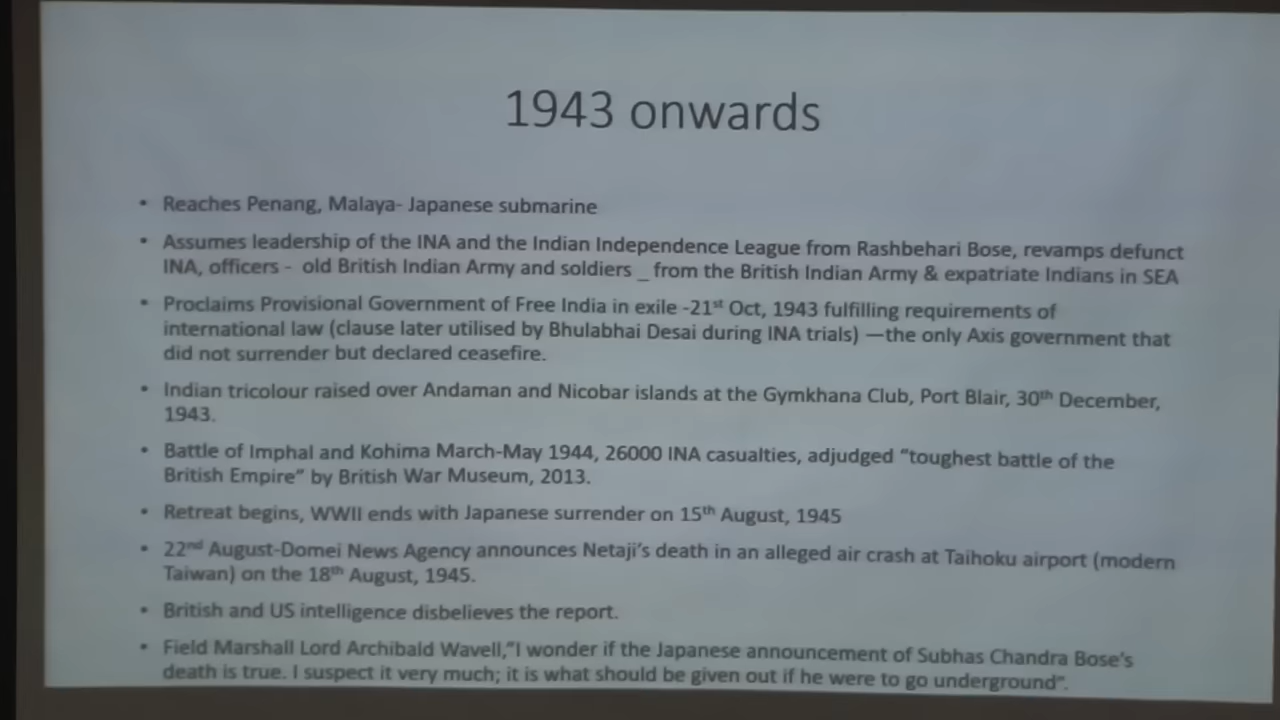 1943 onwards
• Reaches Penang, Malaya- Japanese submarine
• Assumes leadership of the INA and the Indian Independence League from Rashbehari Bose, revamps defunct
INA, officers - old British Indian Army and soldiers _ from the British Indian Army & expatriate Indians in SEA
• Proclaims Provisional Government of Free India in exile -21st Oct, 1943 fulfilling requirements of
international law (clause later utilised by Bhulabhai Desai during INA trials) —the only Axis government that
did not surrender but declared ceasefire.
• Indian tricolour raised over Andaman and Nicobar islands at the Gymkhana Club, Port Blair, 30th December,
1943.
• Battle of Imphal and Kohima March-May 1944, 26000 INA casualties, adjudged “toughest battle of the
British Empire” by British War Museum, 2013.
• Retreat begins, WWII ends with Japanese surrender on 15th August, 1945
• 22nd August-Domei News Agency announces Netaji’s death in an alleged air crash at Taihoku airport (modern
Taiwan) on the 18th August, 1945.
• British and US intelligence disbelieves the report.
• Field Marshall Lord Archibald Wavell,“I wonder if the Japanese announcement of Subhas Chandra Bose’s
death is true. I suspect it very much; it is what should be given out if he were to go underground”.